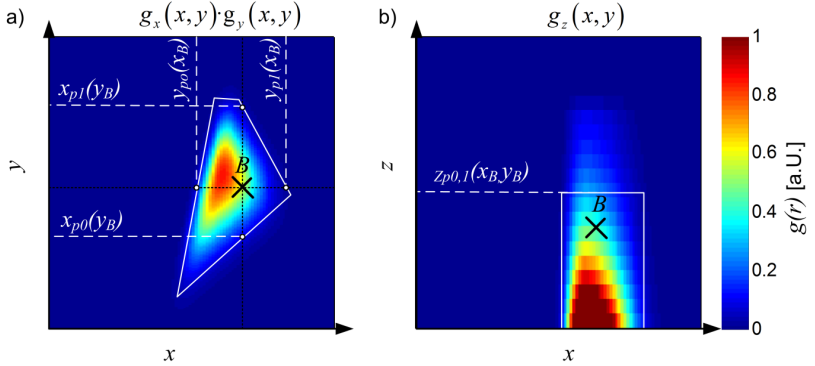 a)
g_x(x, y)·g_y(x, y)
y_po(x_B)
y_p1(x_B)
x_p1(y_B)
B
x_p0(y_B)
y
x
b)
g_z(x, y)
z_p0,1(x_B,y_B)
B
z
x
1
0.8
0.6
0.4
0.2
0
g(r) [a.U.]